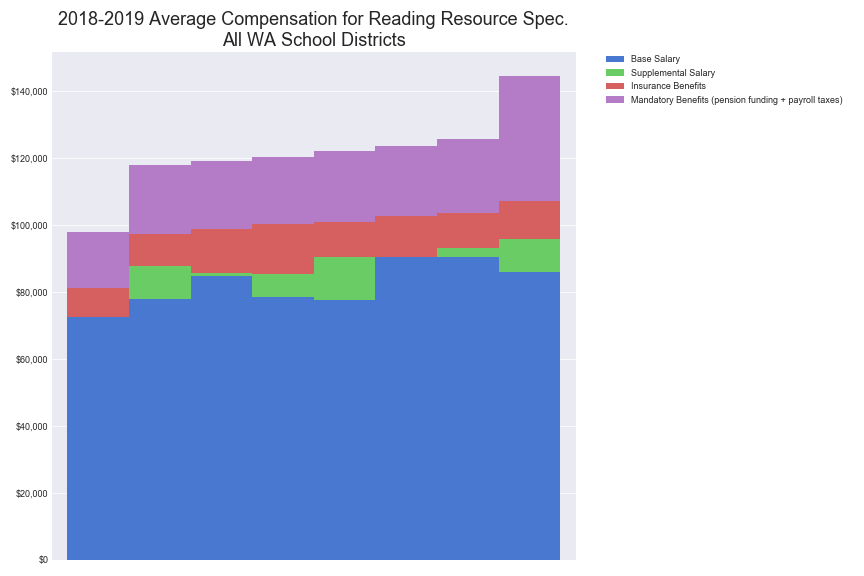 2018-2019 Average Compensation for Reading Resource Spec.
All WA School Districts
Base Salary
Supplemental Salary
Insurance Benefits
Mandatory Benefits (pension funding + payroll taxes)
$140,000
$120,000
$100,000
$80,000
$60,000
$40,000
$20,000
$0